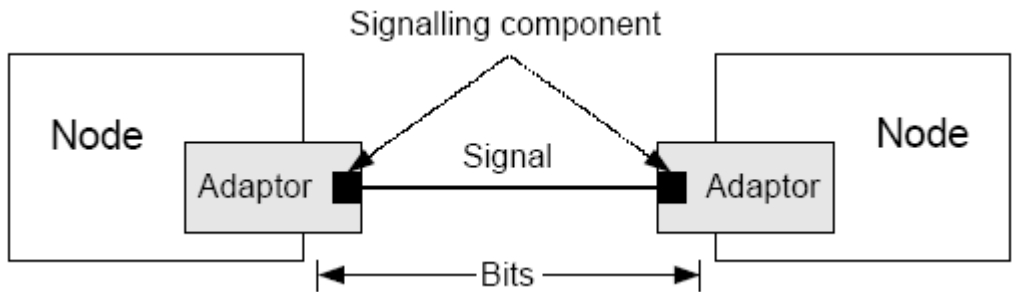 Signalling component
Node
Node
Signal
Adaptor
Adaptor
Bits